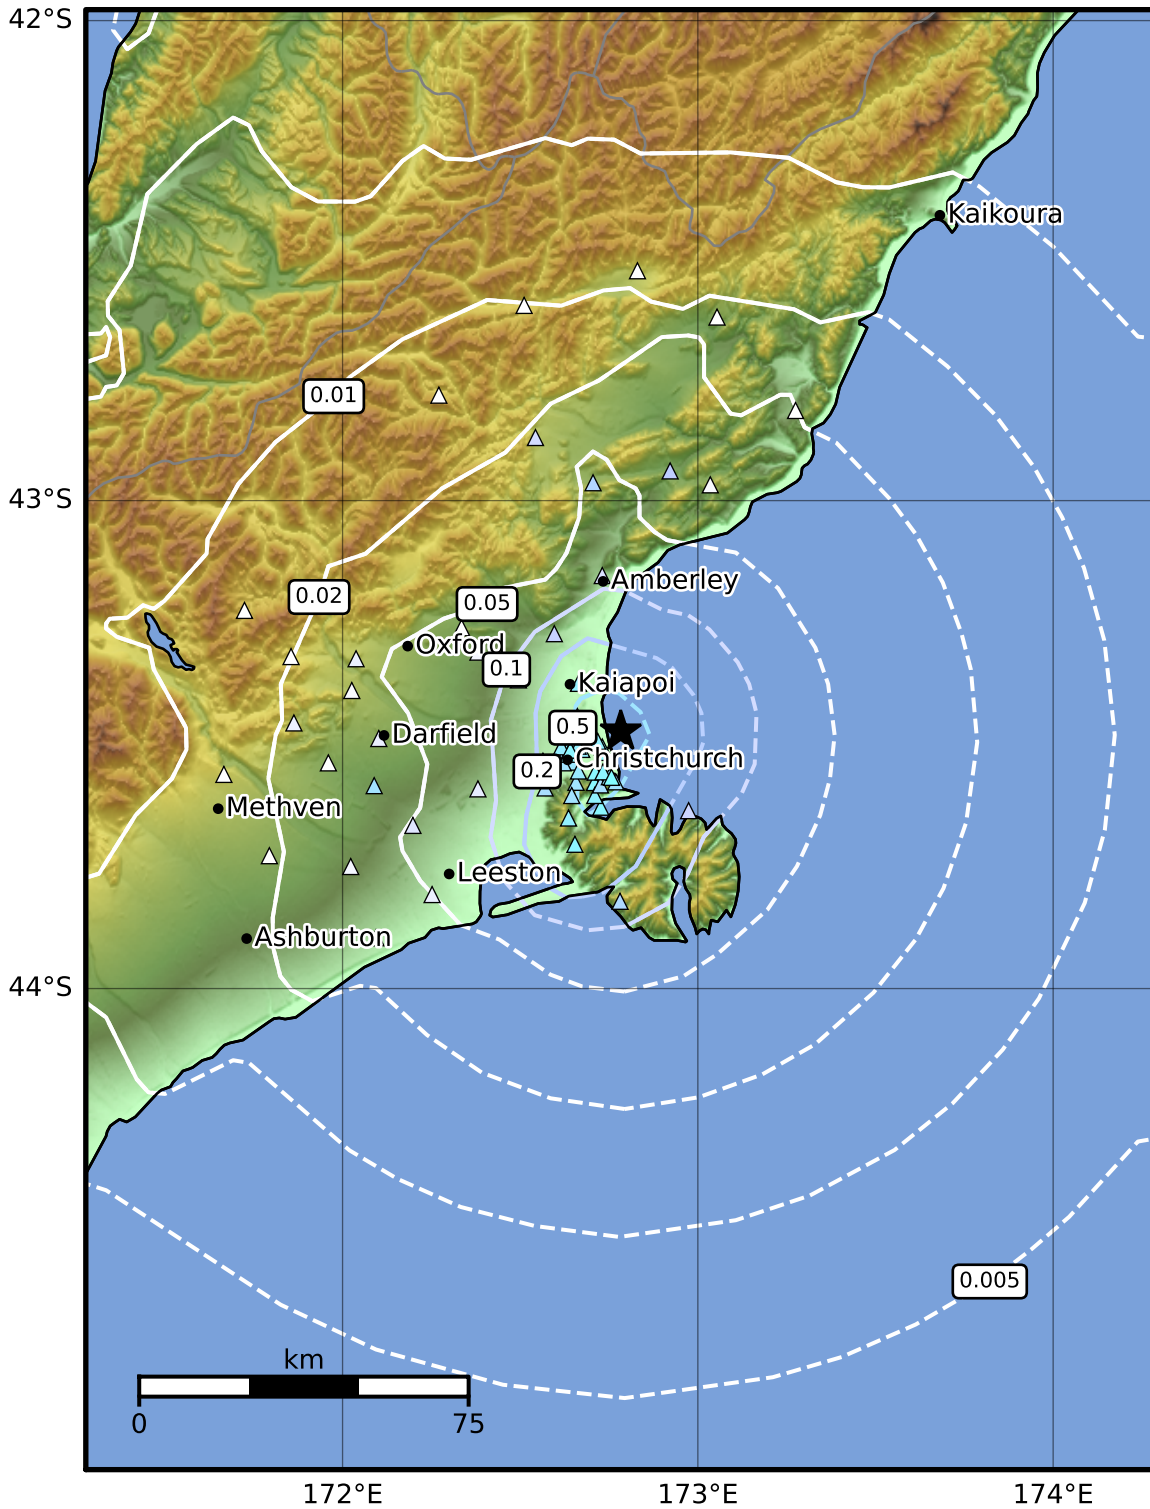 42°S
Kaikoura
0.01
43°S
Amberley
0.02
0.05
Oxford
0.1
Kaiapoi
0.5
Darfield
Christchurch
0.2
Methven
Leeston
Ashburton
44°S
0.005
km
0 75
172°E 173°E 174°E